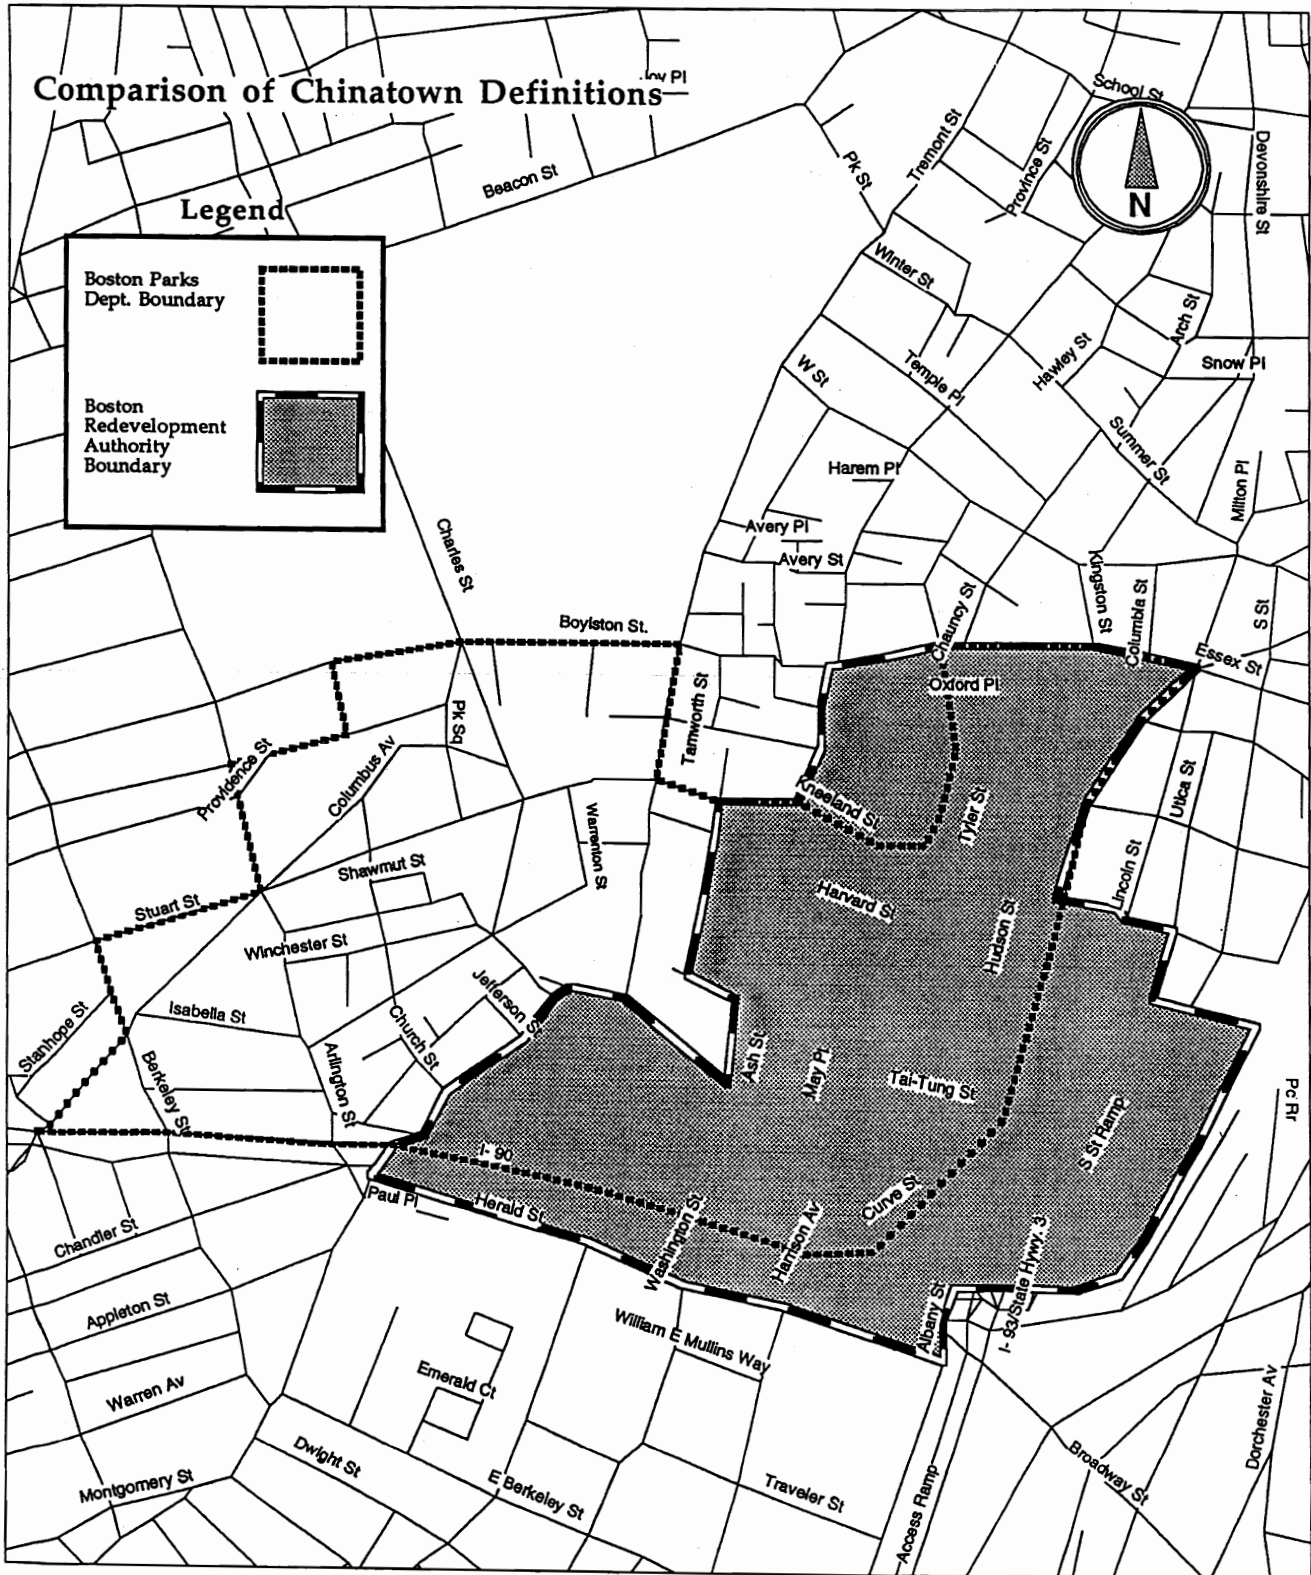 Joy Pl
Comparison of Chinatown Definitions
School St
Tremont St
Province St
Devonshire St
Pk St
Beacon St
N
Legend
Boston Parks
Dept. Boundary
Boston
Redevelopment
Authority
Boundary
Winter St
Arch St
Hawley St
Snow Pl
Temple Pl
W St
Summer St
Milton Pl
Harem Pl
Avery Pl
Avery St
Charles St
Kingston St
Columbia St
S St
Chauncy St
Boylston St.
Essex St
Oxford Pl
Tamworth St
Pk Sq
Providence St
Columbus Av
Utica St
Kneeland St.
Tyler St
Warrenton St
Shawmut St
Lincoln St
Harvard St
Stuart St
Hudson St
Winchester St
Jefferson St
Isabella St
Church St
Stanhope St
Arlington St
Berkeley St
Ash St
May Pl
Tai-Tung St
Pc Rr
S St Ramp
I- 90
Curve St
Paul Pl
Herald St
Washington St
Harrison Av
I- 93/State Hywy. 3
Chandler St
Albany St
Appleton St
William E Mullins Way
Emerald Ct
Warren Av
Dorchester Av
Dwight St
Broadway St
Montgomery St
E Berkeley St
Traveler St
Access Ramp